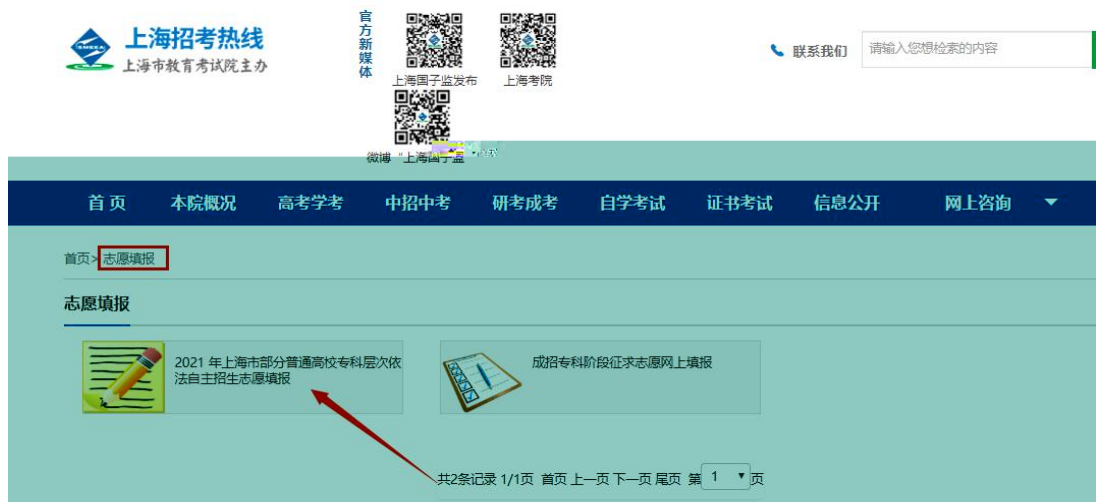 上海招考热线
上海市教育考试院主办
官方新媒体
上海国子监发布
上海考院
微博“上海国子监
联系我们
请输入您想检索的内容
首页 本院概况 高考学考 中招中考 研考成考 自学考试 证书考试 信息公开 网上咨询
首页>志愿填报
志愿填报
2021 年上海市部分普通高校专科层次依
法自主招生志愿填报
成招专科阶段征求志愿网上填报
共2条记录 1/1页 首页 上一页 下一页 尾页 第 1 页